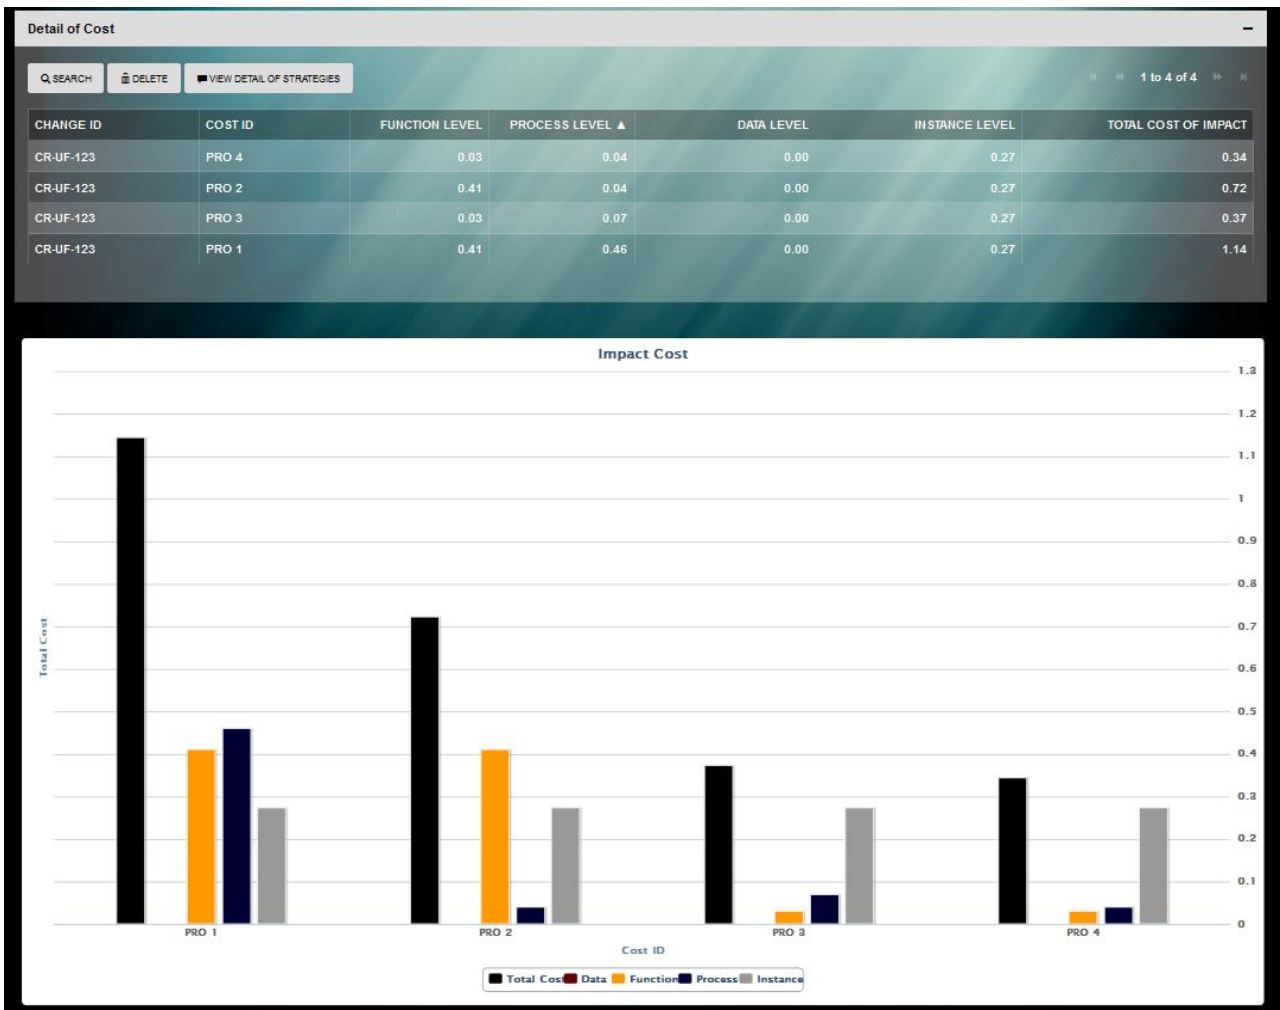 Detail of Cost
SEARCH DELETE VIEW DETAIL OF STRATEGIES 1 to 4 of 4
CHANGE ID COST ID FUNCTION LEVEL PROCESS LEVEL ▲ DATA LEVEL INSTANCE LEVEL TOTAL COST OF IMPACT
CR-UF-123 PRO 4 0.03 0.04 0.00 0.27 0.34
CR-UF-123 PRO 2 0.41 0.04 0.00 0.27 0.72
CR-UF-123 PRO 3 0.03 0.07 0.00 0.27 0.37
CR-UF-123 PRO 1 0.41 0.46 0.00 0.27 1.14
Impact Cost
1.3
1.2
1.1
1
0.9
0.8
0.7
0.6
0.5
0.4
0.3
0.2
0.1
0
Total Cost
PRO 1 PRO 2 PRO 3 PRO 4
Cost ID
Total Cost Data Function Process Instance